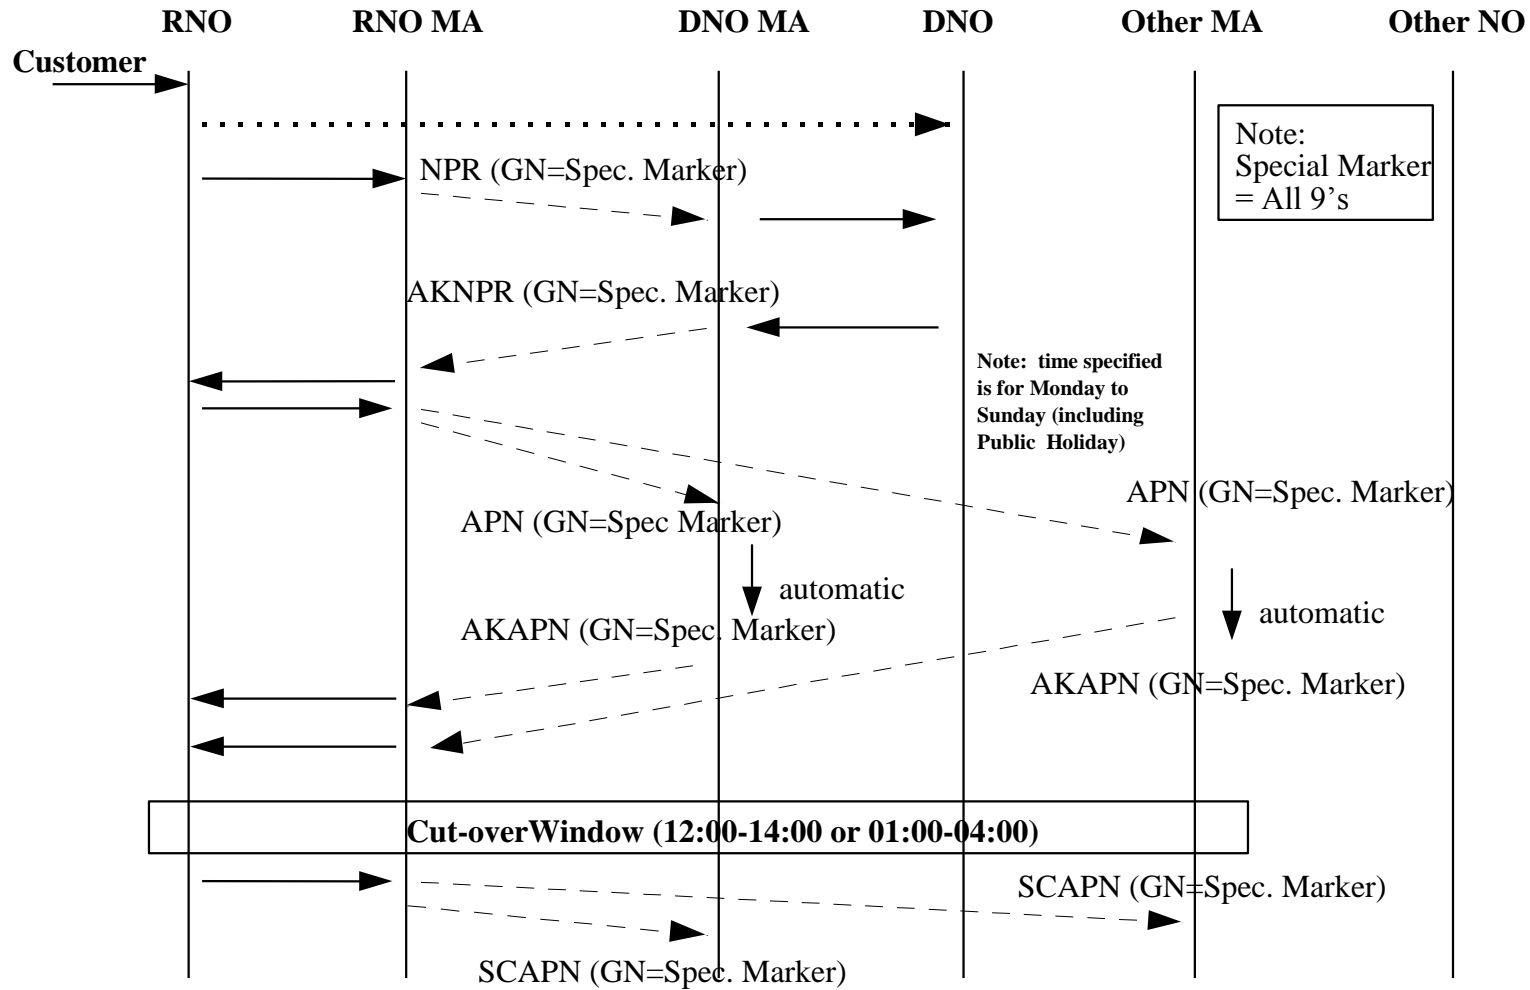 RNO RNO MA DNO MA DNO Other MA Other NO
Customer
Note:
Special Marker
= All 9’s
NPR (GN=Spec. Marker)
AKNPR (GN=Spec. Marker)
Note: time specified
is for Monday to
Sunday (including
Public Holiday)
APN (GN=Spec. Marker)
APN (GN=Spec Marker)
automatic
automatic
AKAPN (GN=Spec. Marker)
AKAPN (GN=Spec. Marker)
Cut-overWindow (12:00-14:00 or 01:00-04:00)
SCAPN (GN=Spec. Marker)
SCAPN (GN=Spec. Marker)